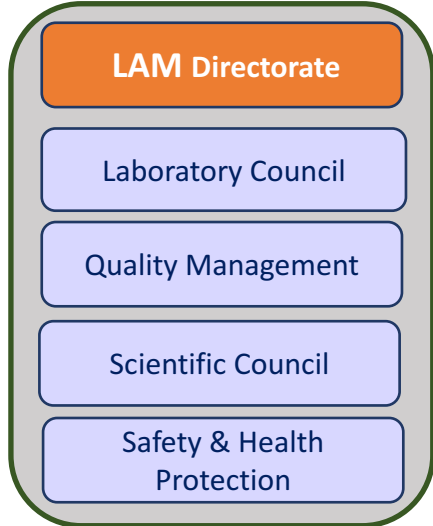 LAM Directorate
Laboratory Council
Quality Management
Scientific Council
Safety & Health
Protection